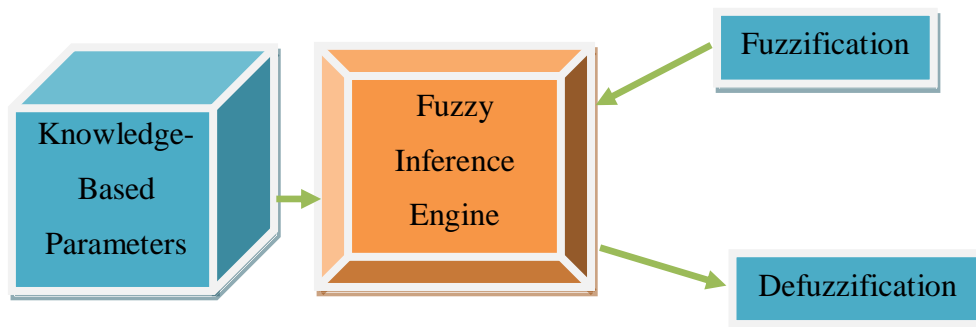 Knowledge-
Based
Parameters
Fuzzy
Inference
Engine
Fuzzification
Defuzzification